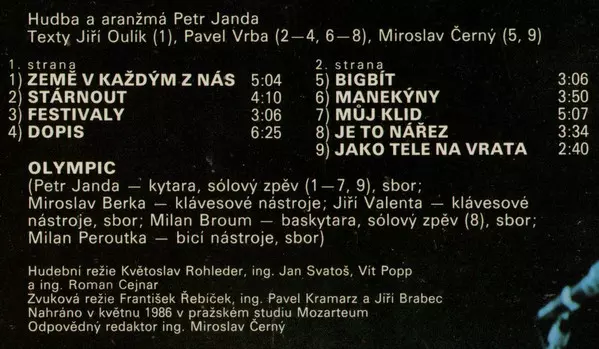 Hudba a aranžmá Petr Janda
Texty Jiří Oulík (1), Pavel Vrba (2—4, 6—8), Miroslav Černý (5, 9)
1. strana
1) ZEMĚ V KAŽDÝM Z NÁS 5:04
2) STÁRNOUT 4:10
3) FESTIVALY 3:06
4) DOPIS 6:25
2. strana
5) BIGBÍT 3:06
6) MANEKÝNY 3:50
7) MŮJ KLID 5:07
8) JE TO NÁŘEZ 3:34
9) JAKO TELE NA VRATA 2:40
OLYMPIC
(Petr Janda — kytara, sólový zpěv (1—7, 9), sbor;
Miroslav Berka — klávesové nástroje; Jiří Valenta — klávesové
nástroje, sbor; Milan Broum — baskytara, sólový zpěv (8), sbor;
Milan Peroutka — bicí nástroje, sbor)
Hudební režie Květoslav Rohleder, ing. Jan Svatoš, Vít Popp
a ing. Roman Cejnar
Zvuková režie František Řebíček, ing. Pavel Kramarz a Jiří Brabec
Nahráno v květnu 1986 v pražském studiu Mozarteum
Odpovědný redaktor ing. Miroslav Černý